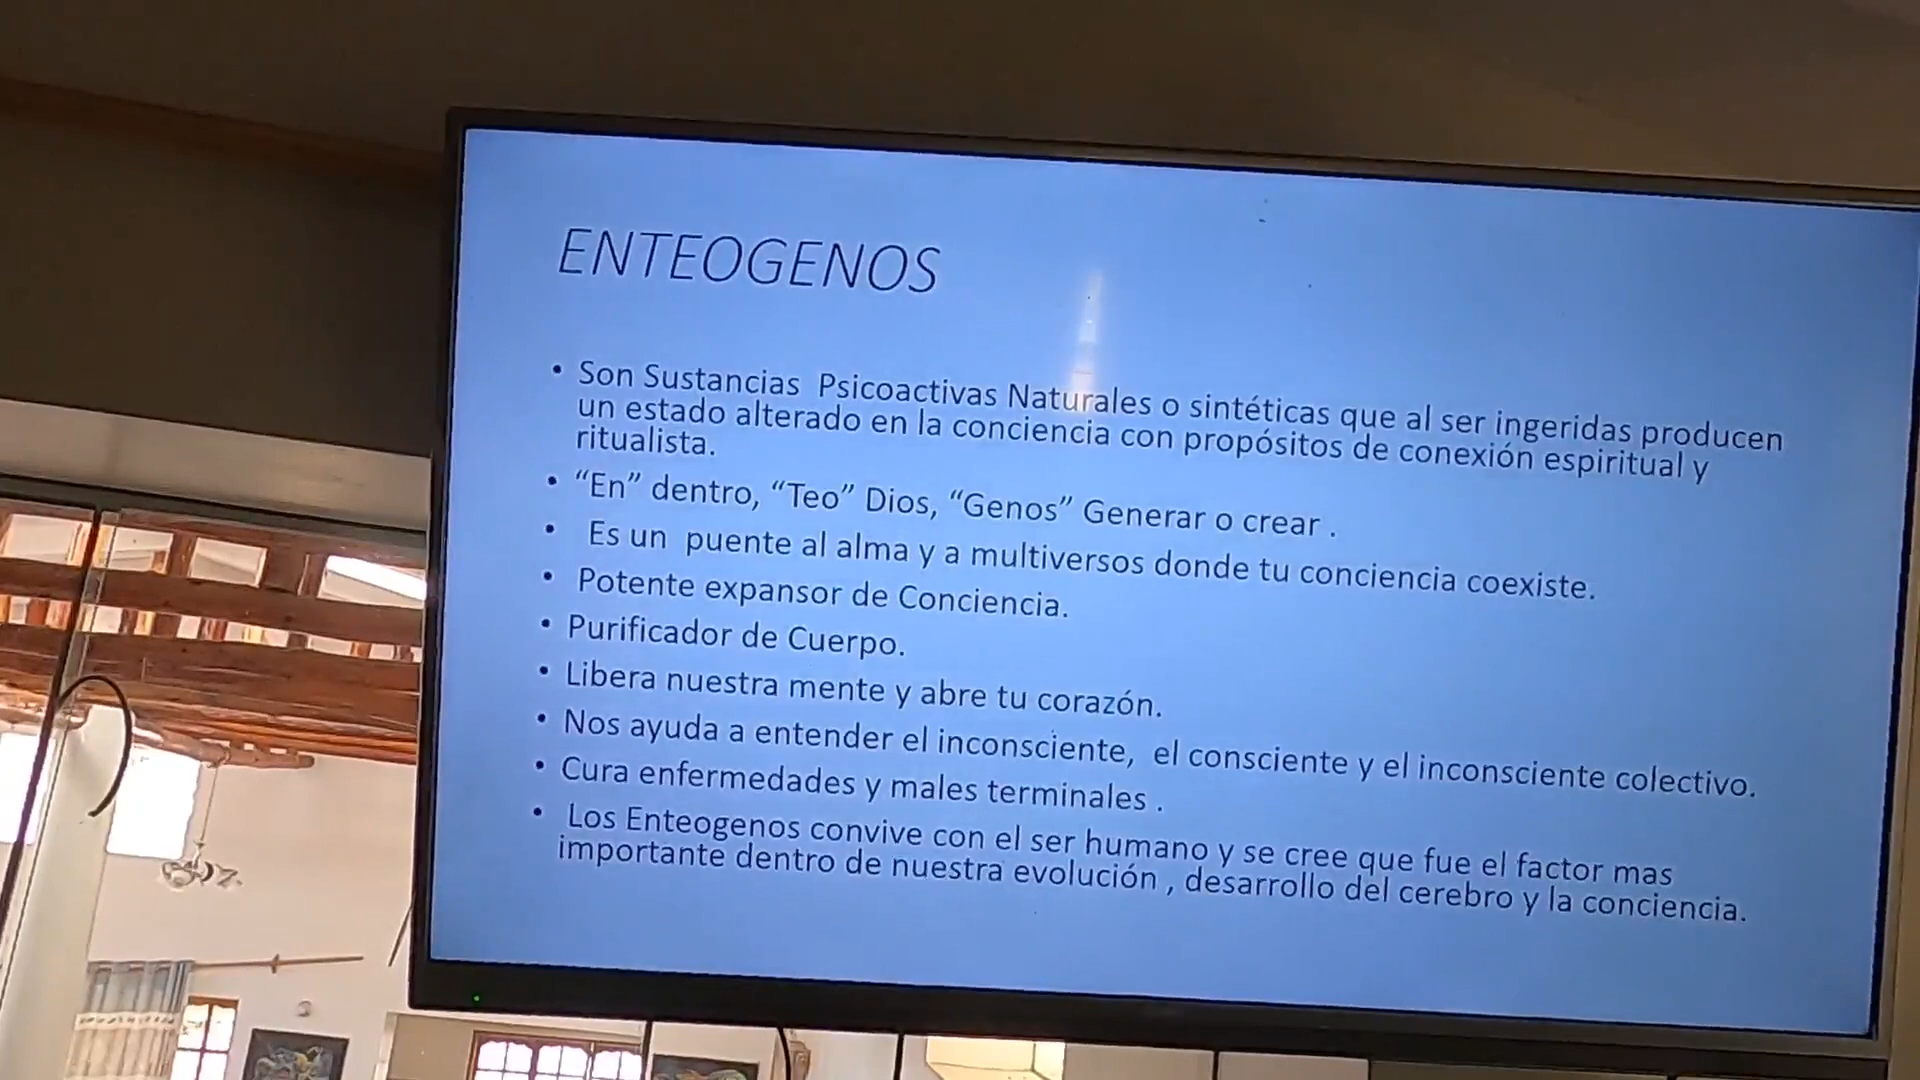 ENTEOGENOS
• Son Sustancias Psicoactivas Naturales o sintéticas que al ser ingeridas producen
un estado alterado en la conciencia con propósitos de conexión espiritual y
ritualista.
• “En” dentro, “Teo” Dios, “Genos” Generar o crear .
• Es un puente al alma y a multiversos donde tu conciencia coexiste.
• Potente expansor de Conciencia.
• Purificador de Cuerpo.
• Libera nuestra mente y abre tu corazón.
• Nos ayuda a entender el inconsciente, el consciente y el inconsciente colectivo.
• Cura enfermedades y males terminales .
• Los Enteogenos convive con el ser humano y se cree que fue el factor mas
importante dentro de nuestra evolución , desarrollo del cerebro y la conciencia.